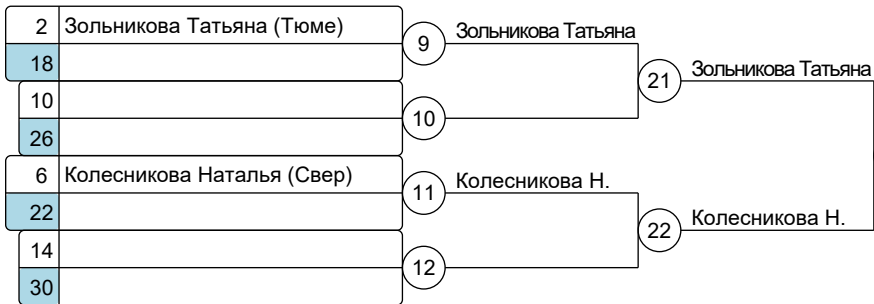 2 Зольникова Татьяна (Тюме)
9 Зольникова Татьяна
18
21 Зольникова Татьяна
10
10
26
6 Колесникова Наталья (Свер)
11 Колесникова Н.
22
22 Колесникова Н.
14
12
30